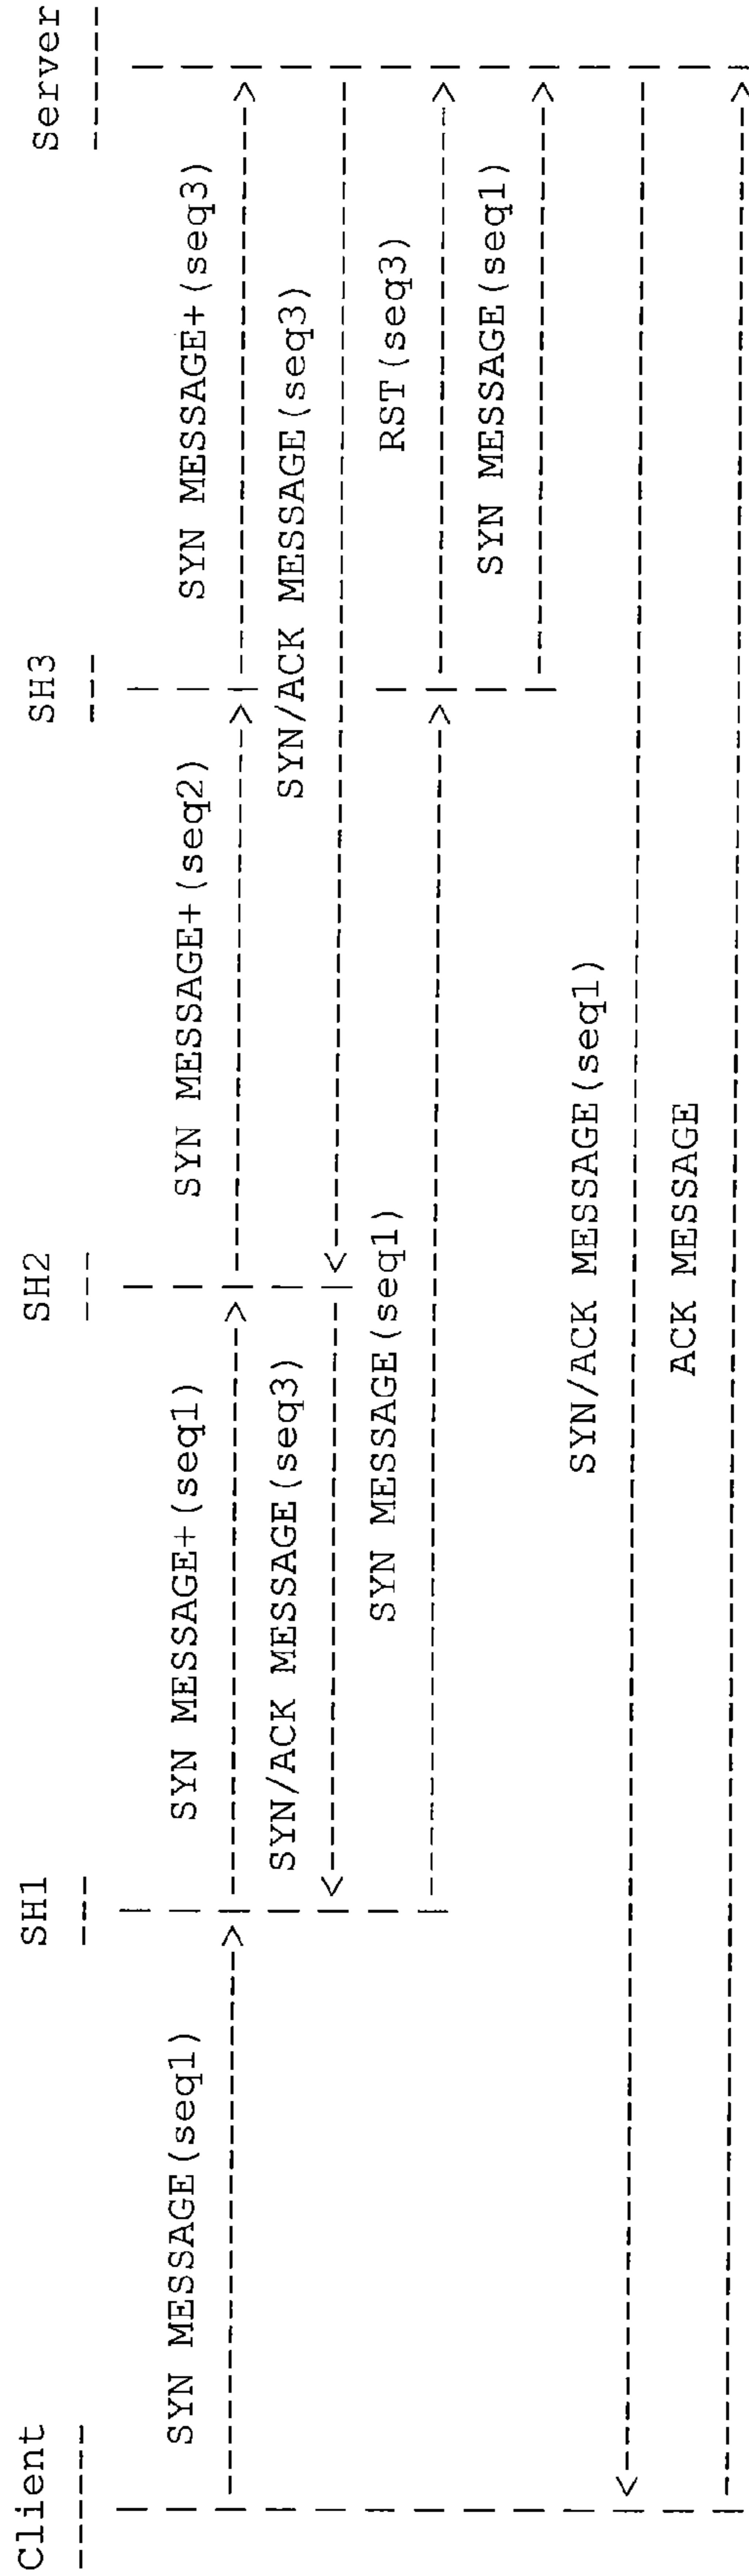 Client SH1 SH2 SH3 Server
SYN MESSAGE(seq1) SYN MESSAGE+(seq1) SYN MESSAGE+(seq2) SYN MESSAGE+(seq3)
SYN/ACK MESSAGE(seq3) SYN/ACK MESSAGE(seq3)
SYN MESSAGE(seq1) RST(seq3)
SYN MESSAGE(seq1)
SYN/ACK MESSAGE(seq1)
ACK MESSAGE